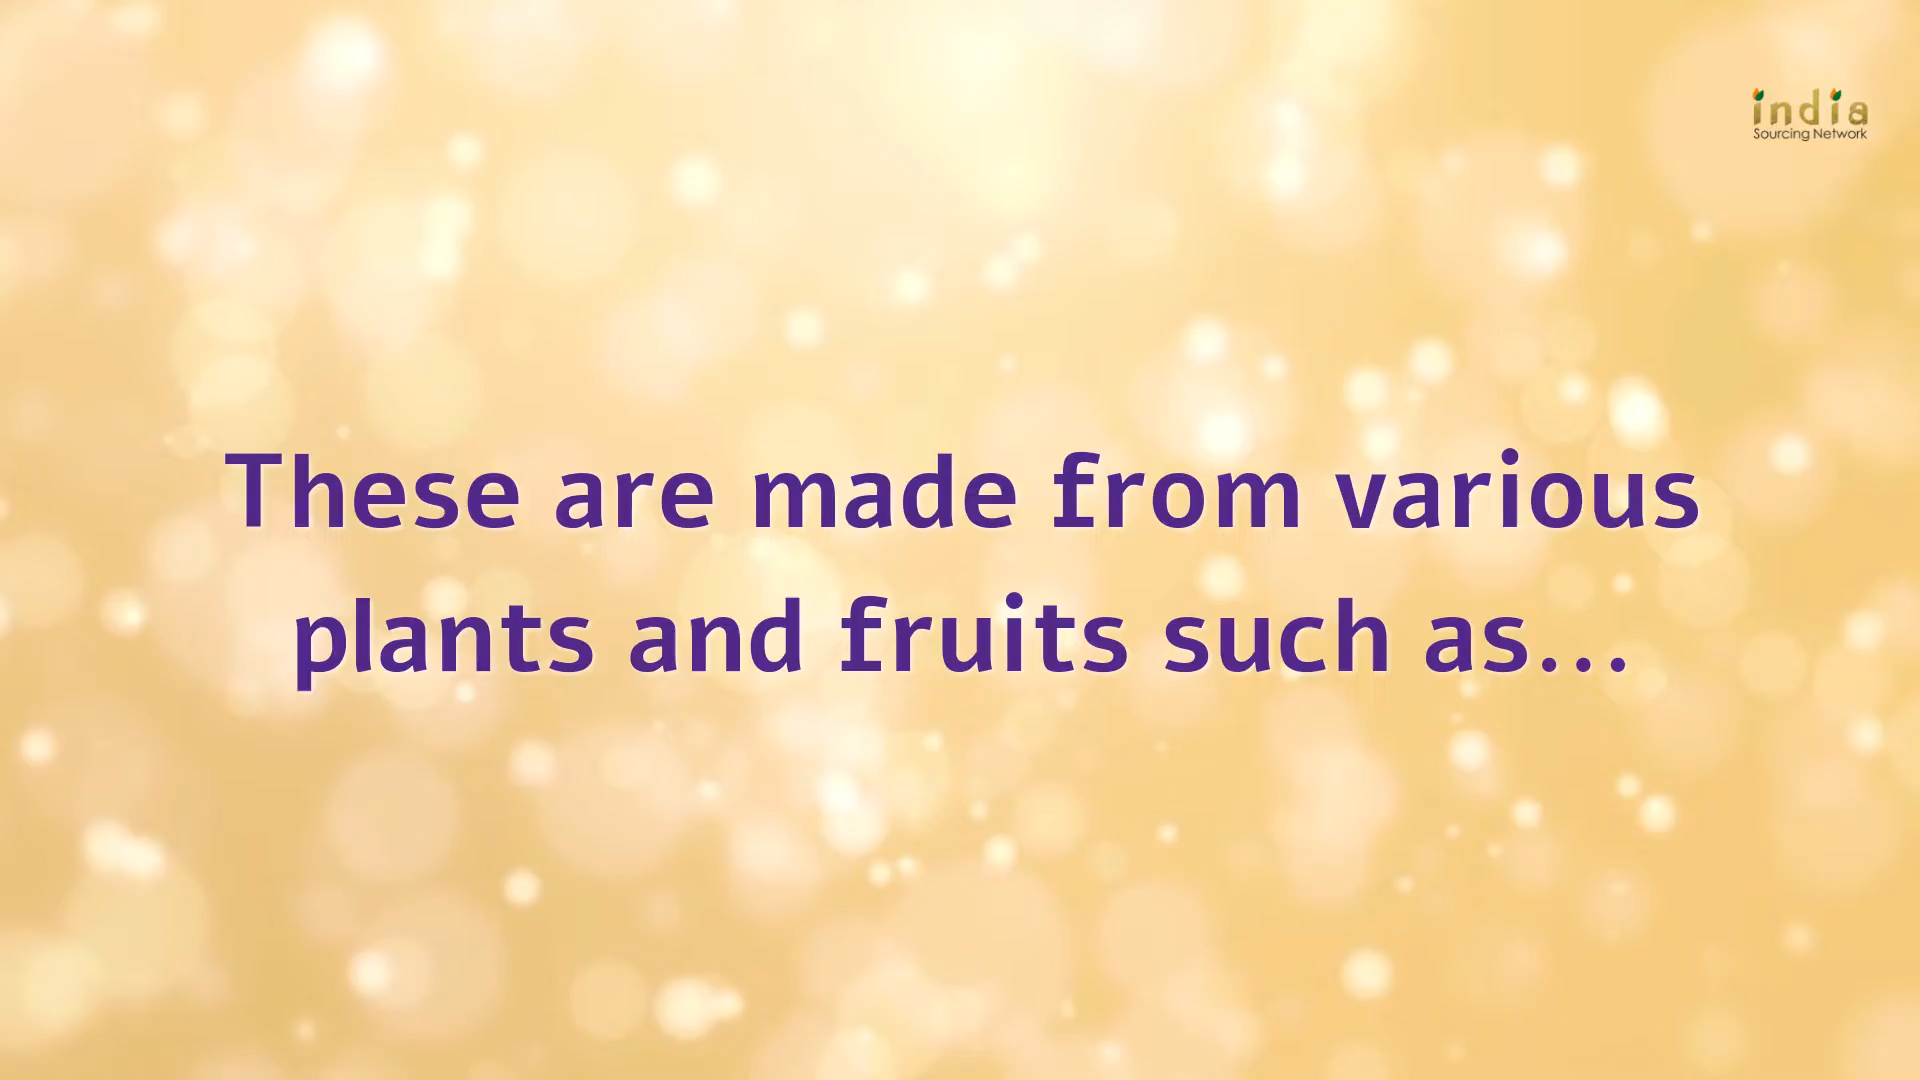 india
Sourcing Network
These are made from various
plants and fruits such as...